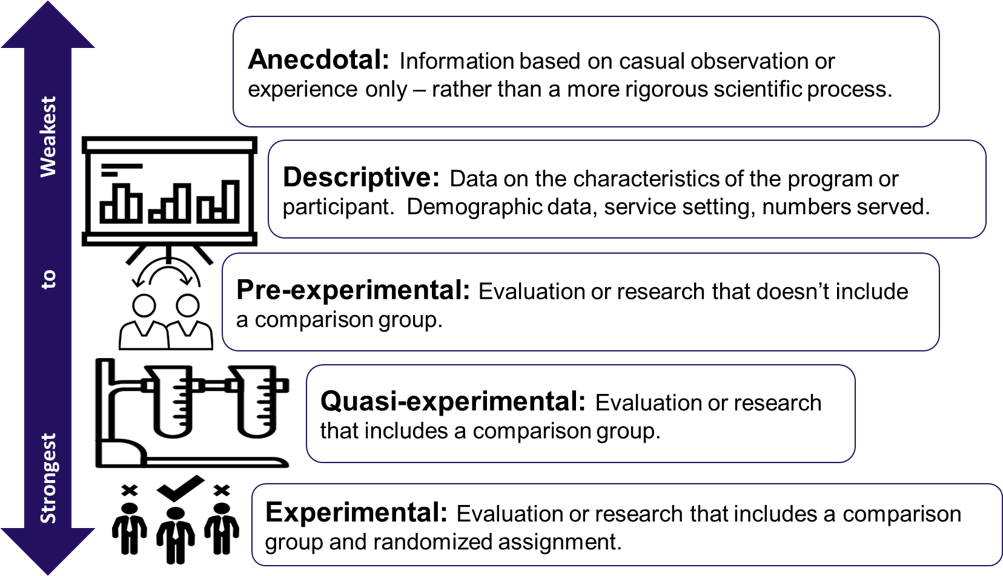 Weakest
to
Strongest
Anecdotal: Information based on casual observation or
experience only – rather than a more rigorous scientific process.
Descriptive: Data on the characteristics of the program or
participant.  Demographic data, service setting, numbers served.
Pre-experimental: Evaluation or research that doesn’t include
a comparison group.
Quasi-experimental: Evaluation or research
that includes a comparison group.
Experimental: Evaluation or research that includes a comparison
group and randomized assignment.